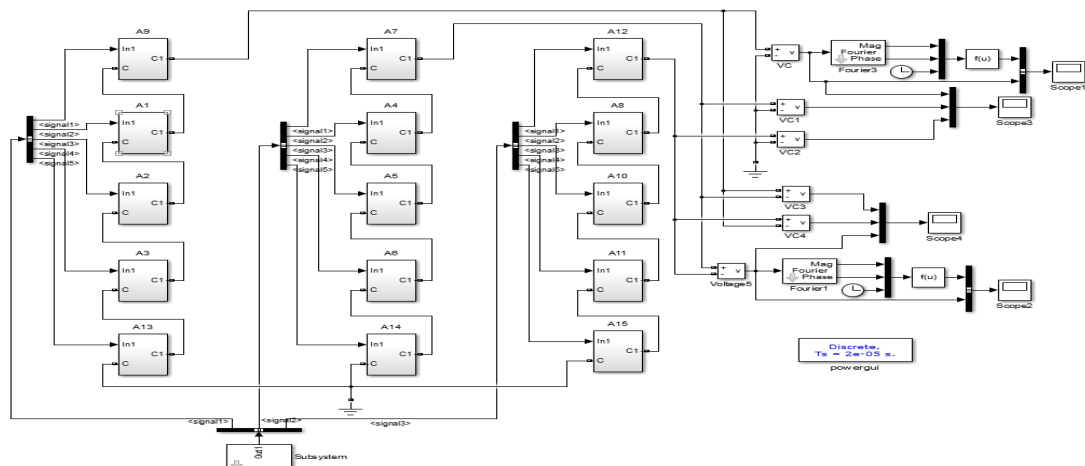 A9
In1
C1
C
A1
In1
C1
C
A2
In1
C1
C
A3
In1
C1
C
A13
In1
C1
C
<signal1>
<signal2>
<signal3>
<signal4>
<signal5>
A7
In1
C1
C
A4
In1
C1
C
A5
In1
C1
C
A6
In1
C1
C
A14
In1
C1
C
<signal1>
<signal2>
<signal3>
<signal4>
<signal5>
A12
In1
C1
C
A8
In1
C1
C
A10
In1
C1
C
A11
In1
C1
C
A15
In1
C1
C
<signal1>
<signal2>
<signal3>
<signal4>
<signal5>
<signal1>
<signal2>
<signal3>
Out1
Subsystem
+
-
v
VC
Mag
Fourier
Phase
Fourier3
f(u)
Scope1
+
-
v
VC1
Scope3
+
-
v
VC2
+
-
v
VC3
+
-
v
VC4
Scope4
+
-
v
Voltage5
Mag
Fourier
Phase
Fourier1
f(u)
Scope2
Discrete,
Ts = 2e-05 s.
powergui